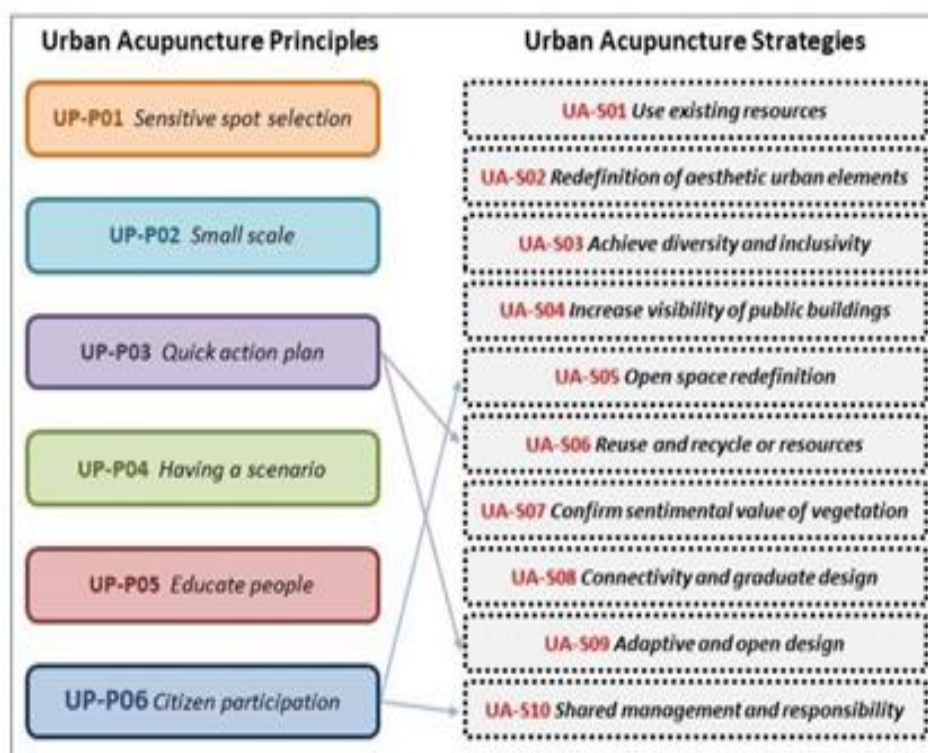 Urban Acupuncture Principles
UP-P01 Sensitive spot selection
UP-P02 Small scale
UP-P03 Quick action plan
UP-P04 Having a scenario
UP-P05 Educate people
UP-P06 Citizen participation
Urban Acupuncture Strategies
UA-S01 Use existing resources
UA-S02 Redefinition of aesthetic urban elements
UA-S03 Achieve diversity and inclusivity
UA-S04 Increase visibility of public buildings
UA-S05 Open space redefinition
UA-S06 Reuse and recycle or resources
UA-S07 Confirm sentimental value of vegetation
UA-S08 Connectivity and graduate design
UA-S09 Adaptive and open design
UA-S10 Shared management and responsibility